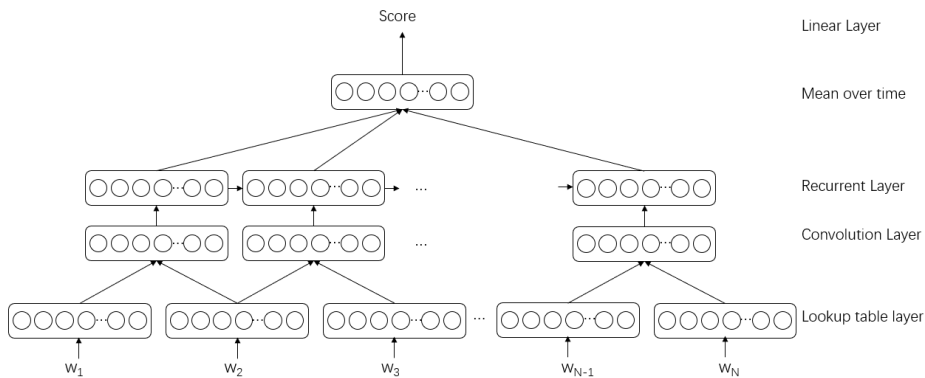 Score
Linear Layer
Mean over time
Recurrent Layer
...
Convolution Layer
...
Lookup table layer
...
W1 W2 W3 WN-1 WN